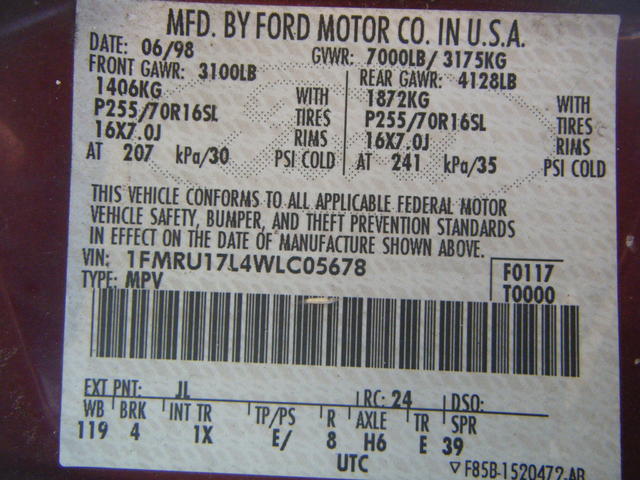 MFD. BY FORD MOTOR CO. IN U.S.A.
DATE: 06/98 GVWR: 7000LB/ 3175KG
FRONT GAWR: 3100LB REAR GAWR: 4128LB
1406KG WITH 1872KG WITH
P255/70R16SL TIRES P255/70R16SL TIRES
16X7.0J RIMS 16X7.0J RIMS
AT 207 kPa/30 PSI COLD AT 241 kPa/35 PSI COLD
THIS VEHICLE CONFORMS TO ALL APPLICABLE FEDERAL MOTOR
VEHICLE SAFETY, BUMPER, AND THEFT PREVENTION STANDARDS
IN EFFECT ON THE DATE OF MANUFACTURE SHOWN ABOVE.
VIN: 1FMRU17L4WLC05678 F0117
TYPE: MPV T0000
EXT PNT: JL RC: 24 DSO:
WB BRK INT TR TP/PS R AXLE TR SPR
119 4 1X E/ 8 H6 E 39
UTC ▽F85B-1520472-AB